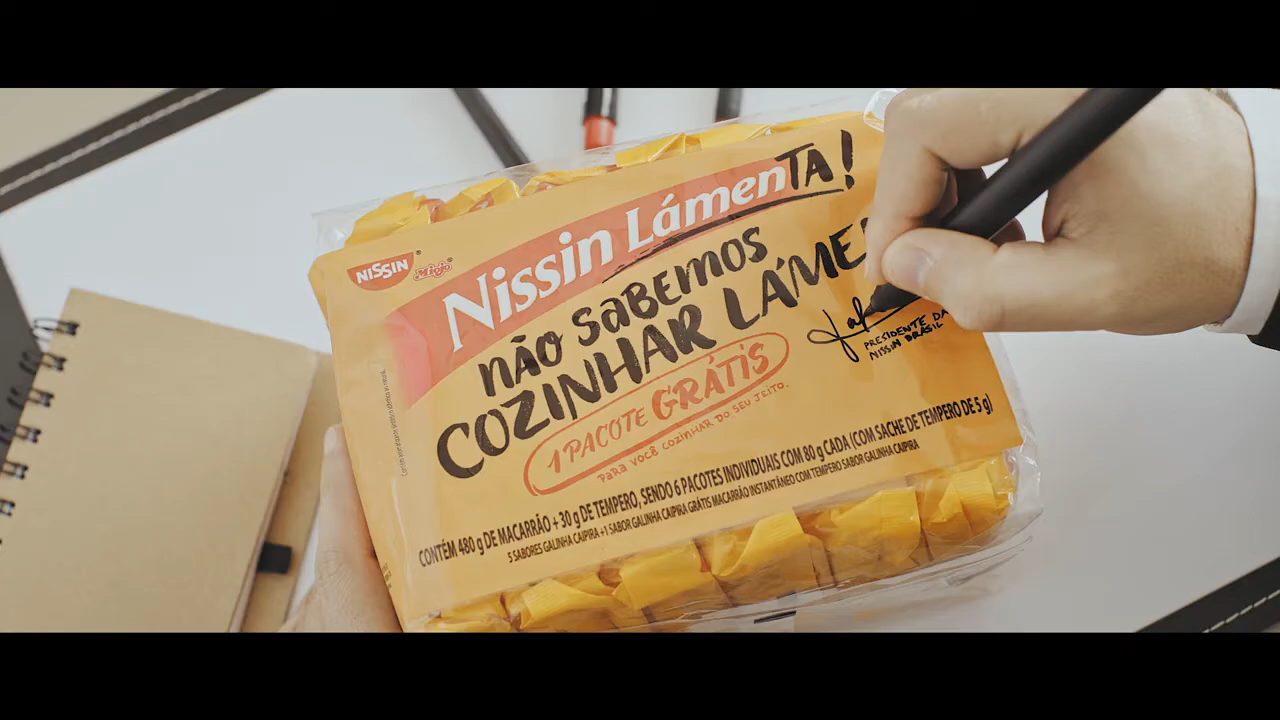 NISSIN
Miojo
Nissin LámenTA!
não sabemos
COZINHAR LÁME
PRESIDENTE DA
NISSIN BRASIL
1 PACOTE GRÁTIS
PARA VOCÊ COZINHAR DO SEU JEITO.
CONTÉM 480 g DE MACARRÃO + 30 g DE TEMPERO, SENDO 6 PACOTES INDIVIDUAIS COM 80 g CADA (COM SACHE DE TEMPERO DE 5 g)
5 SABORES GALINHA CAIPIRA + 1 SABOR GALINHA CAIPIRA GRÁTIS MACARRÃO INSTANTÂNEO COM TEMPERO SABOR GALINHA CAIPIRA